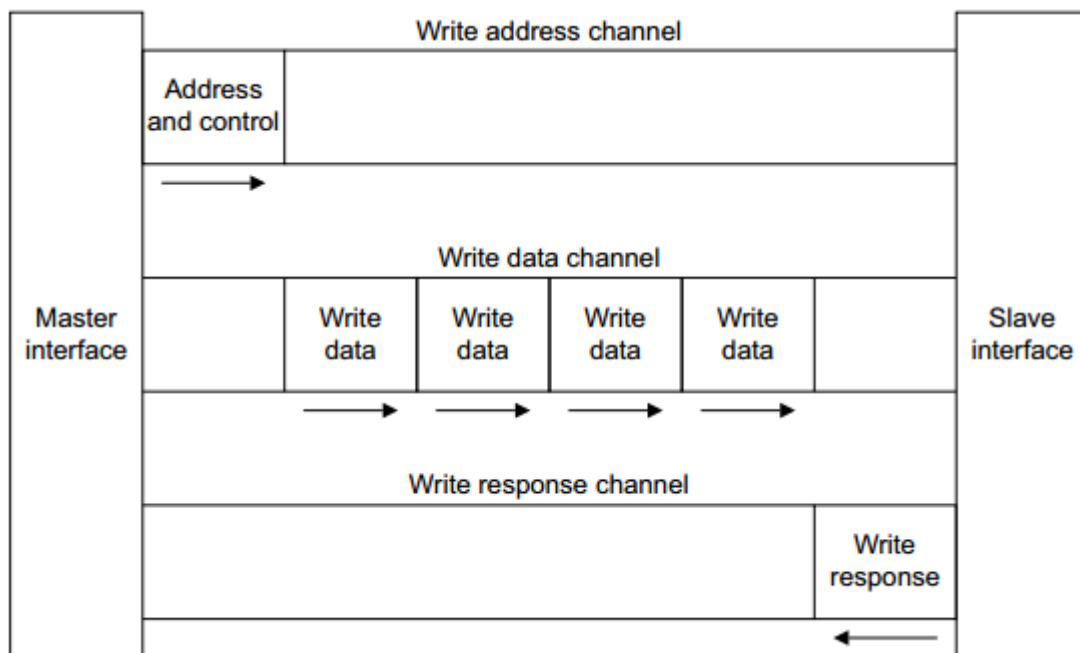 Write address channel
Address
and control
Write data channel
Master
interface
Write
data
Write
data
Write
data
Write
data
Slave
interface
Write response channel
Write
response